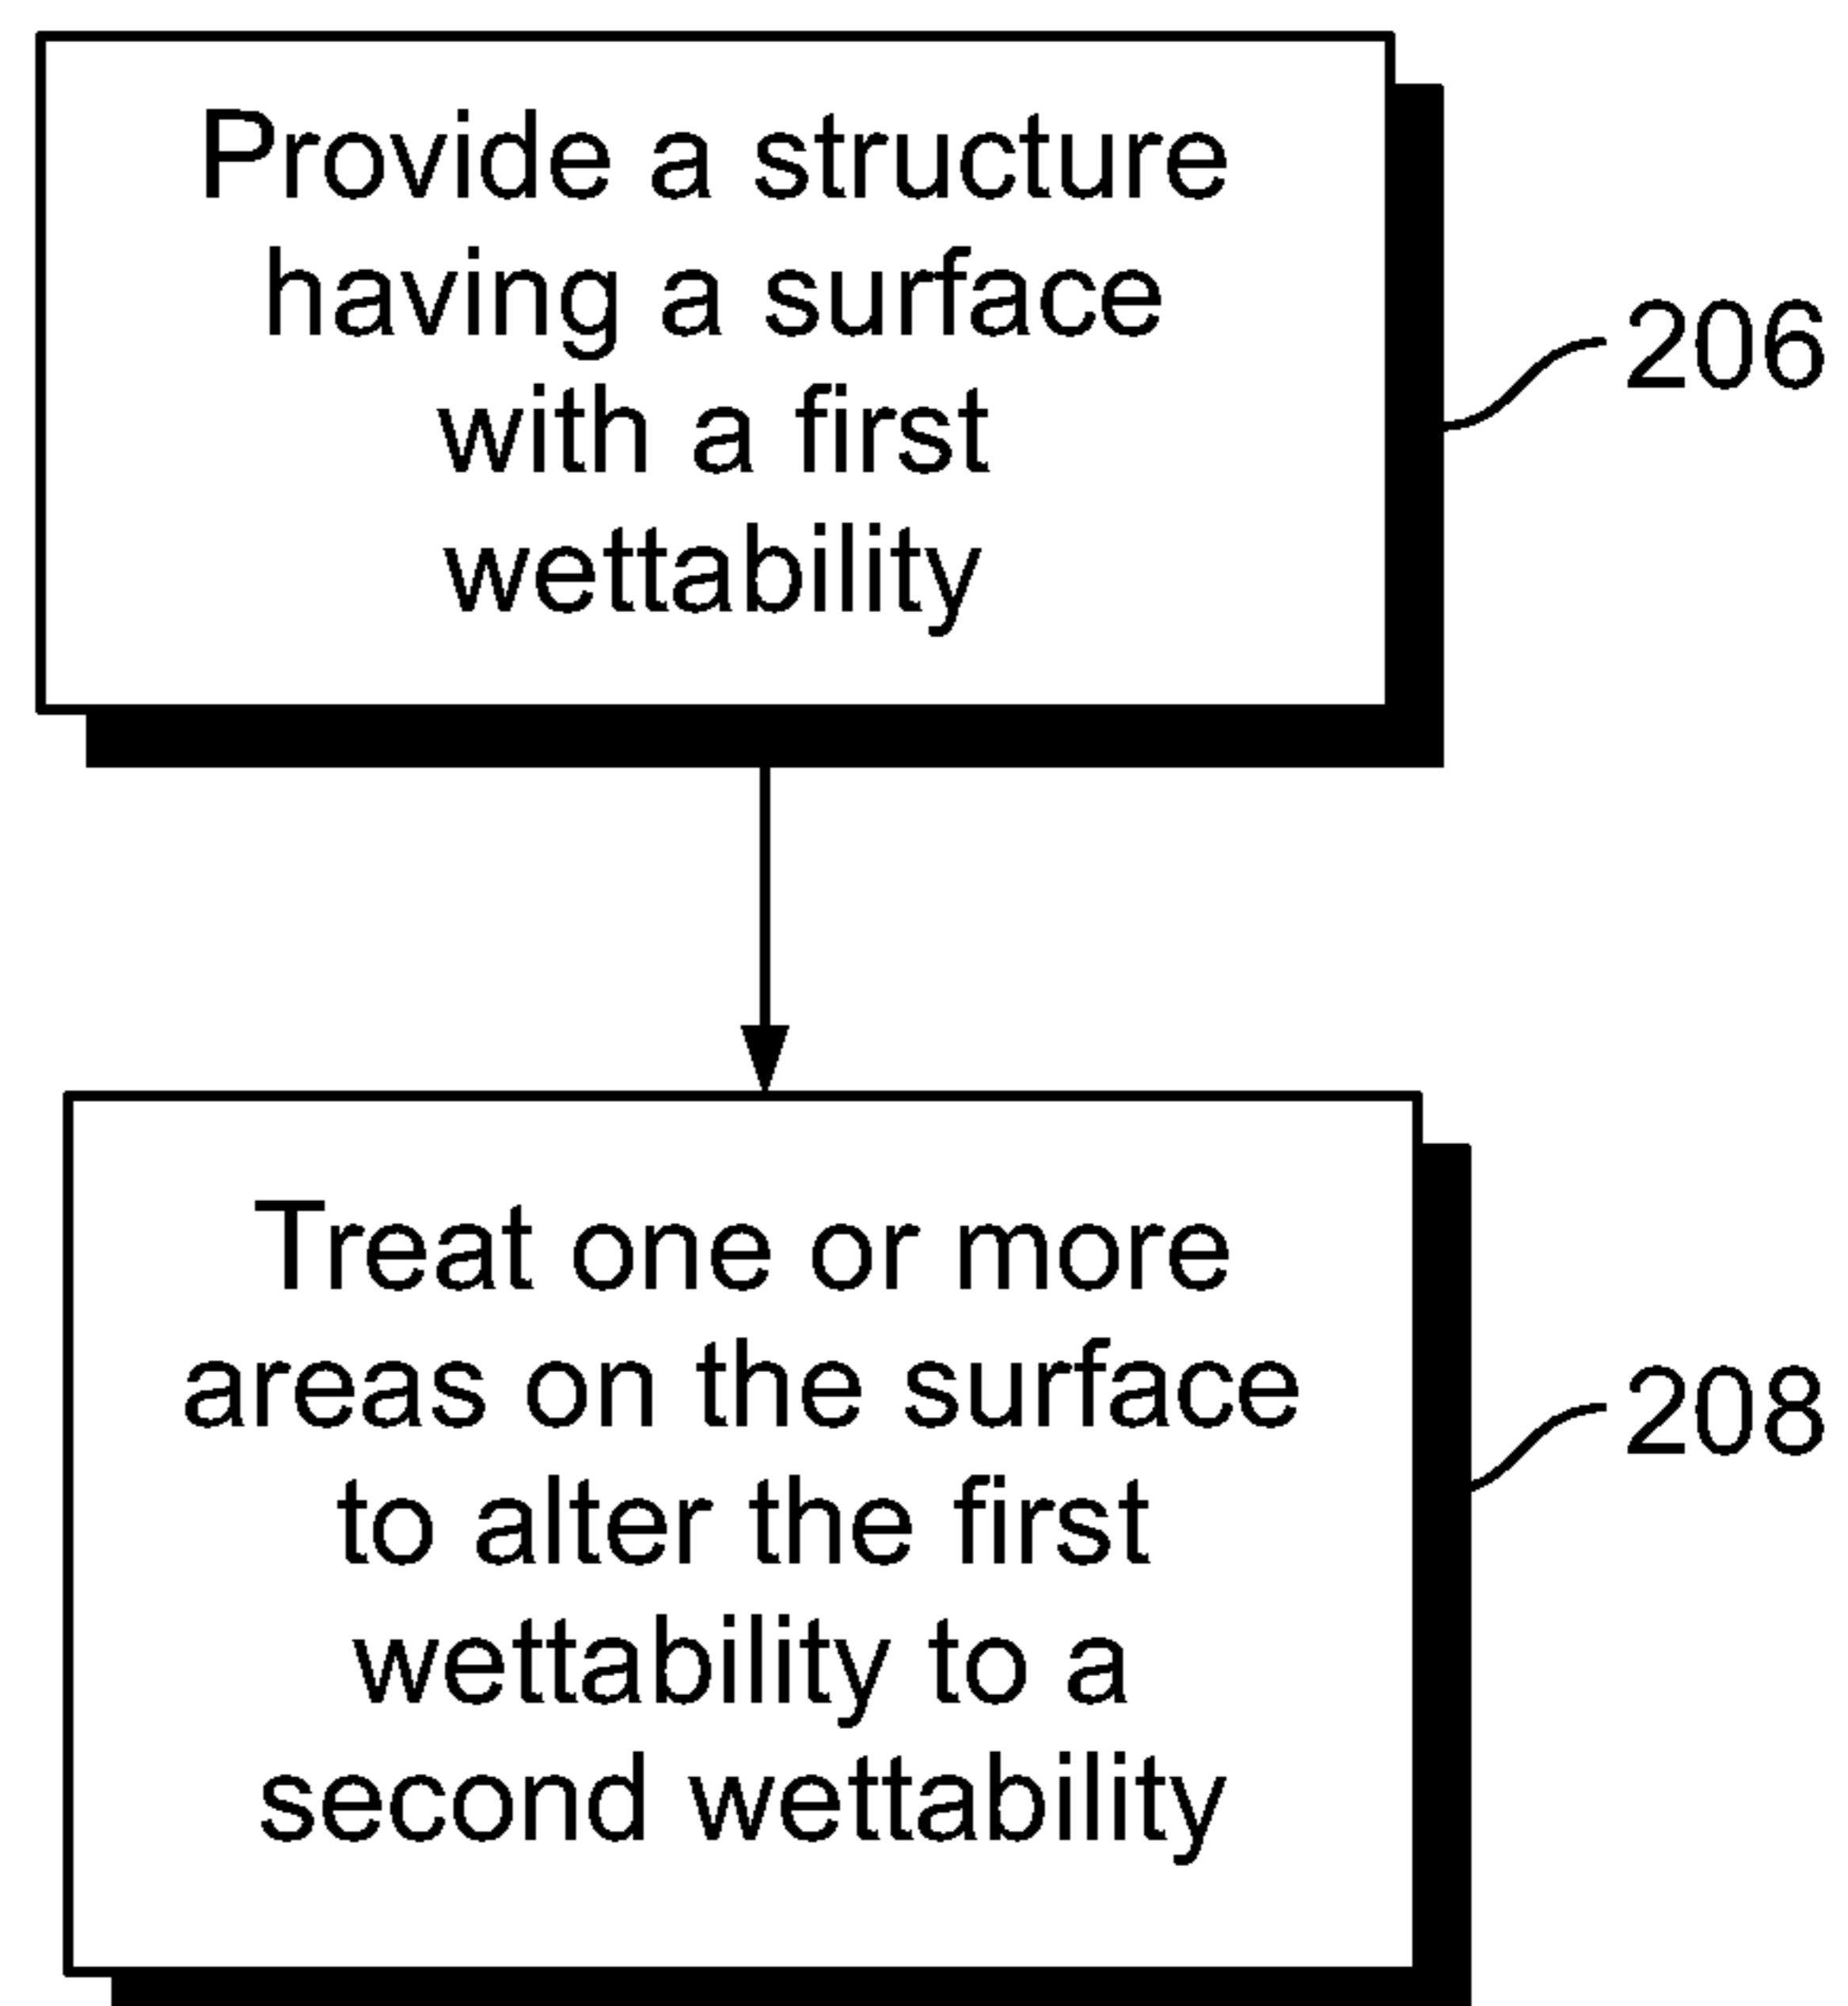 Provide a structure
having a surface
with a first
wettability
206
Treat one or more
areas on the surface
to alter the first
wettability to a
second wettability
208